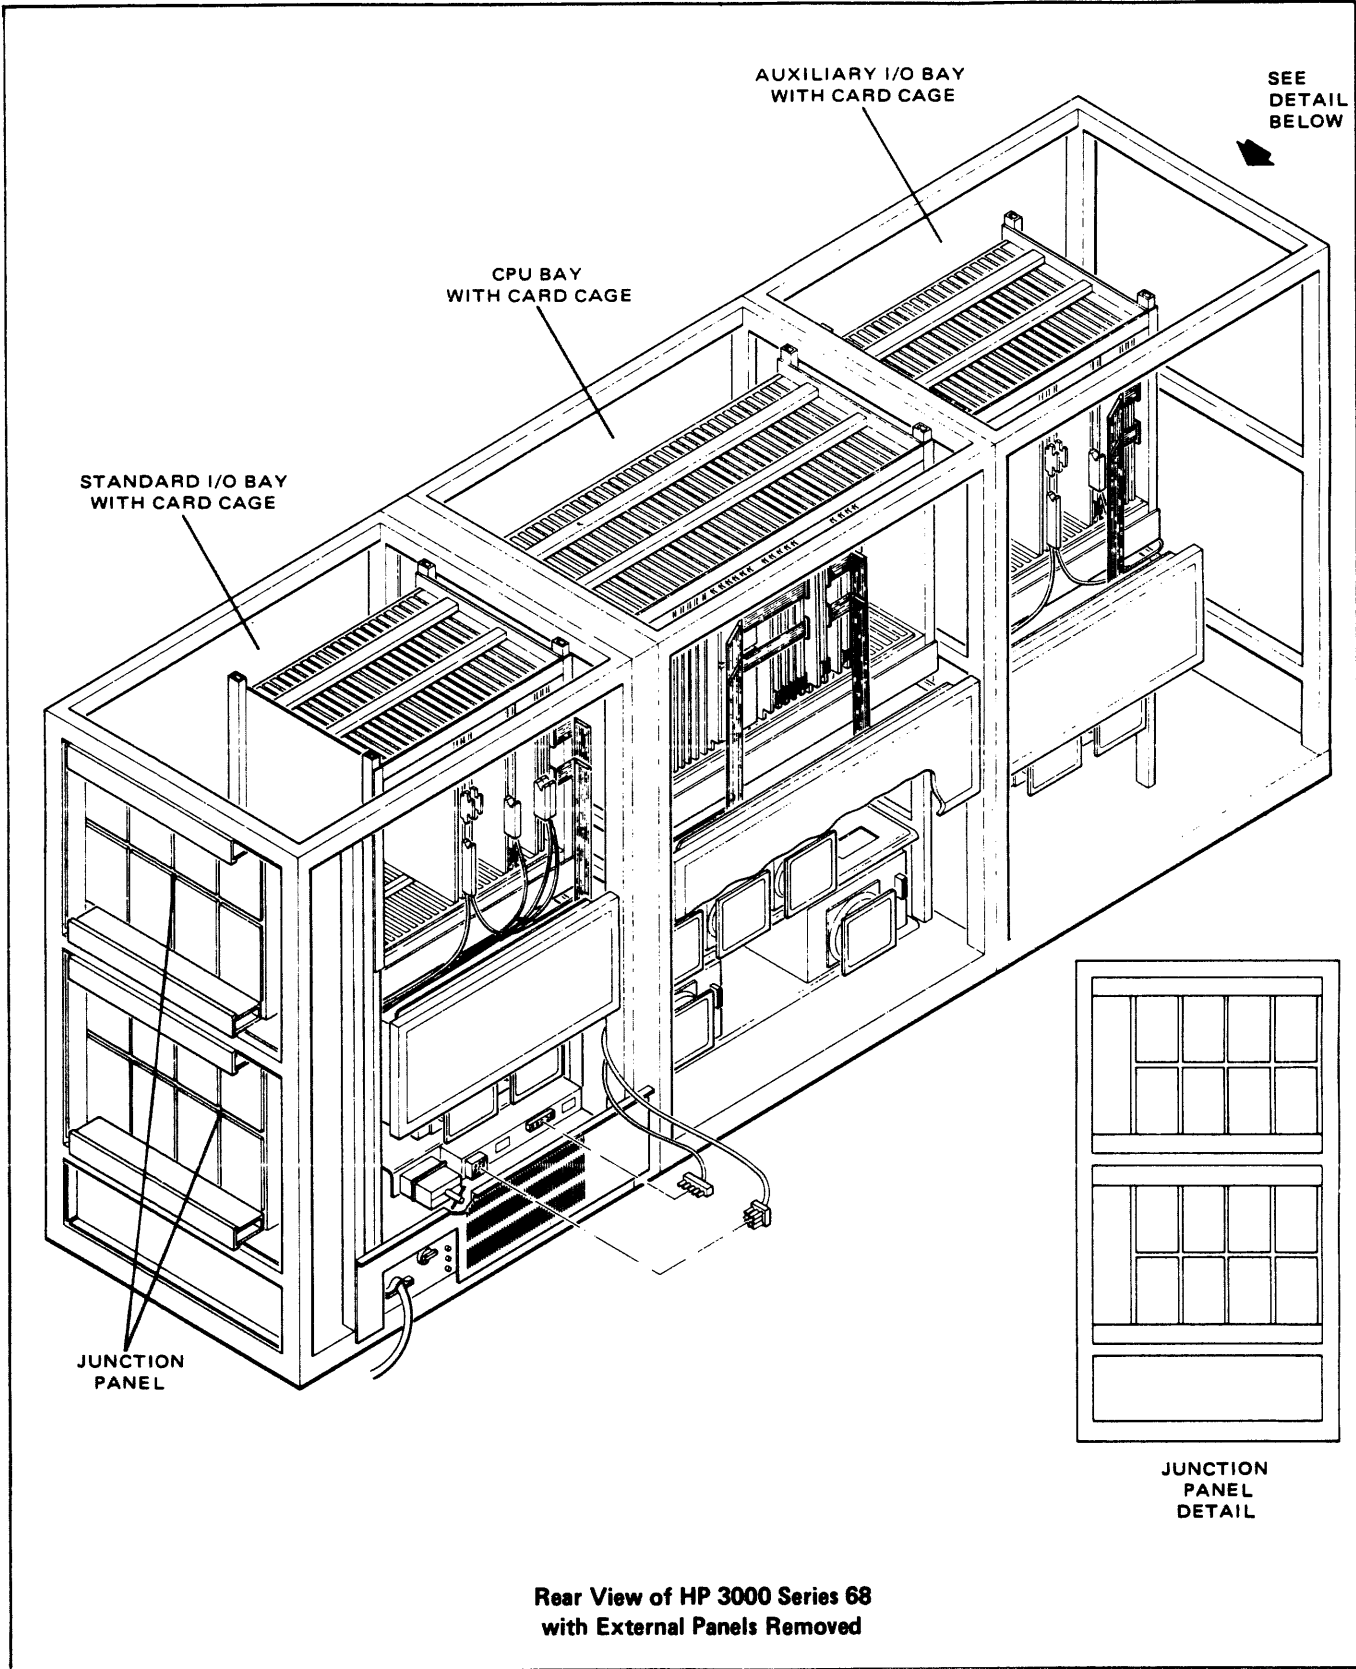 AUXILIARY I/O BAY
WITH CARD CAGE
SEE
DETAIL
BELOW
CPU BAY
WITH CARD CAGE
STANDARD I/O BAY
WITH CARD CAGE
JUNCTION
PANEL
JUNCTION
PANEL
DETAIL
Rear View of HP 3000 Series 68
with External Panels Removed